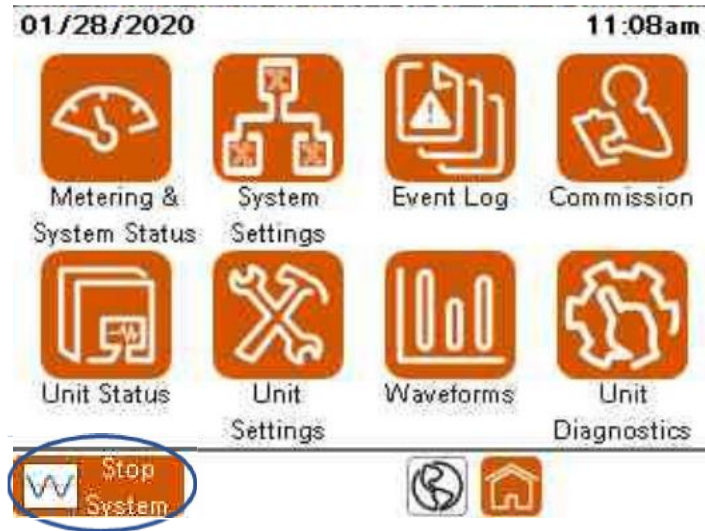 01/28/2020 11:08am
Metering & System Event Log Commission
System Status Settings
Unit Status Unit Waveforms Unit
Settings Diagnostics
Stop
System